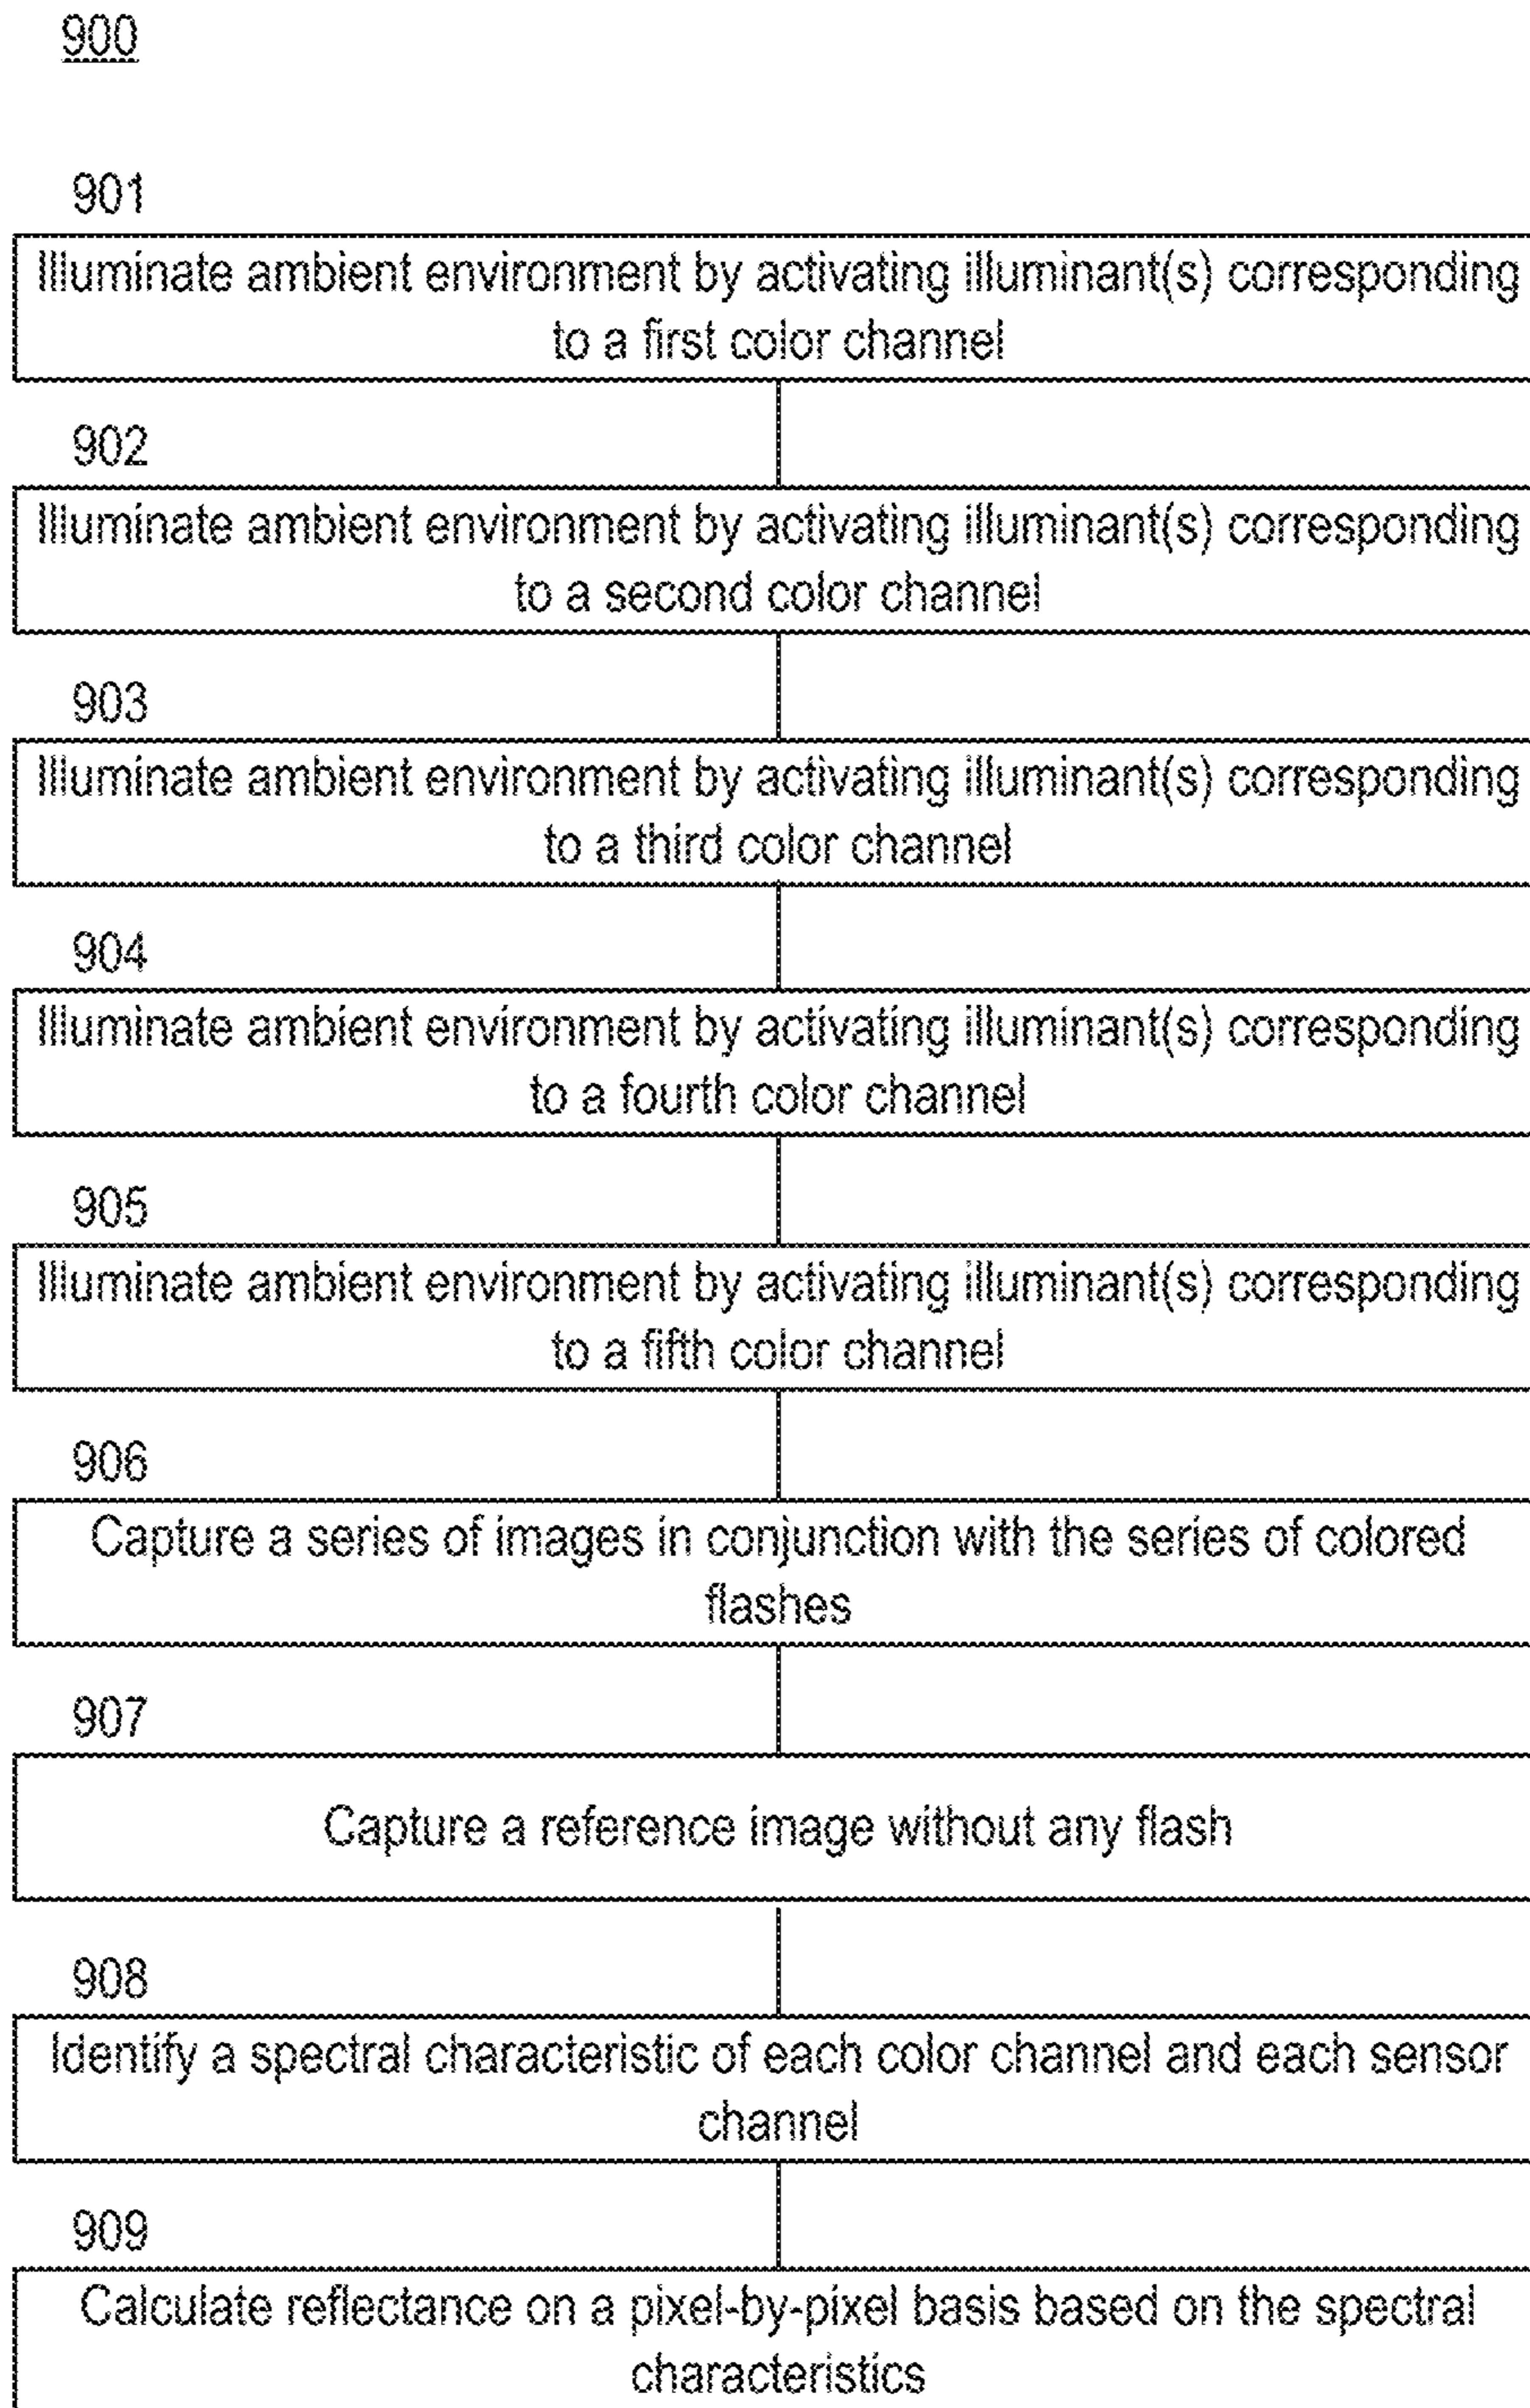 900
901
Illuminate ambient environment by activating illuminant(s) corresponding
to a first color channel
902
Illuminate ambient environment by activating illuminant(s) corresponding
to a second color channel
903
Illuminate ambient environment by activating illuminant(s) corresponding
to a third color channel
904
Illuminate ambient environment by activating illuminant(s) corresponding
to a fourth color channel
905
Illuminate ambient environment by activating illuminant(s) corresponding
to a fifth color channel
906
Capture a series of images in conjunction with the series of colored
flashes
907
Capture a reference image without any flash
908
Identify a spectral characteristic of each color channel and each sensor
channel
909
Calculate reflectance on a pixel-by-pixel basis based on the spectral
characteristics